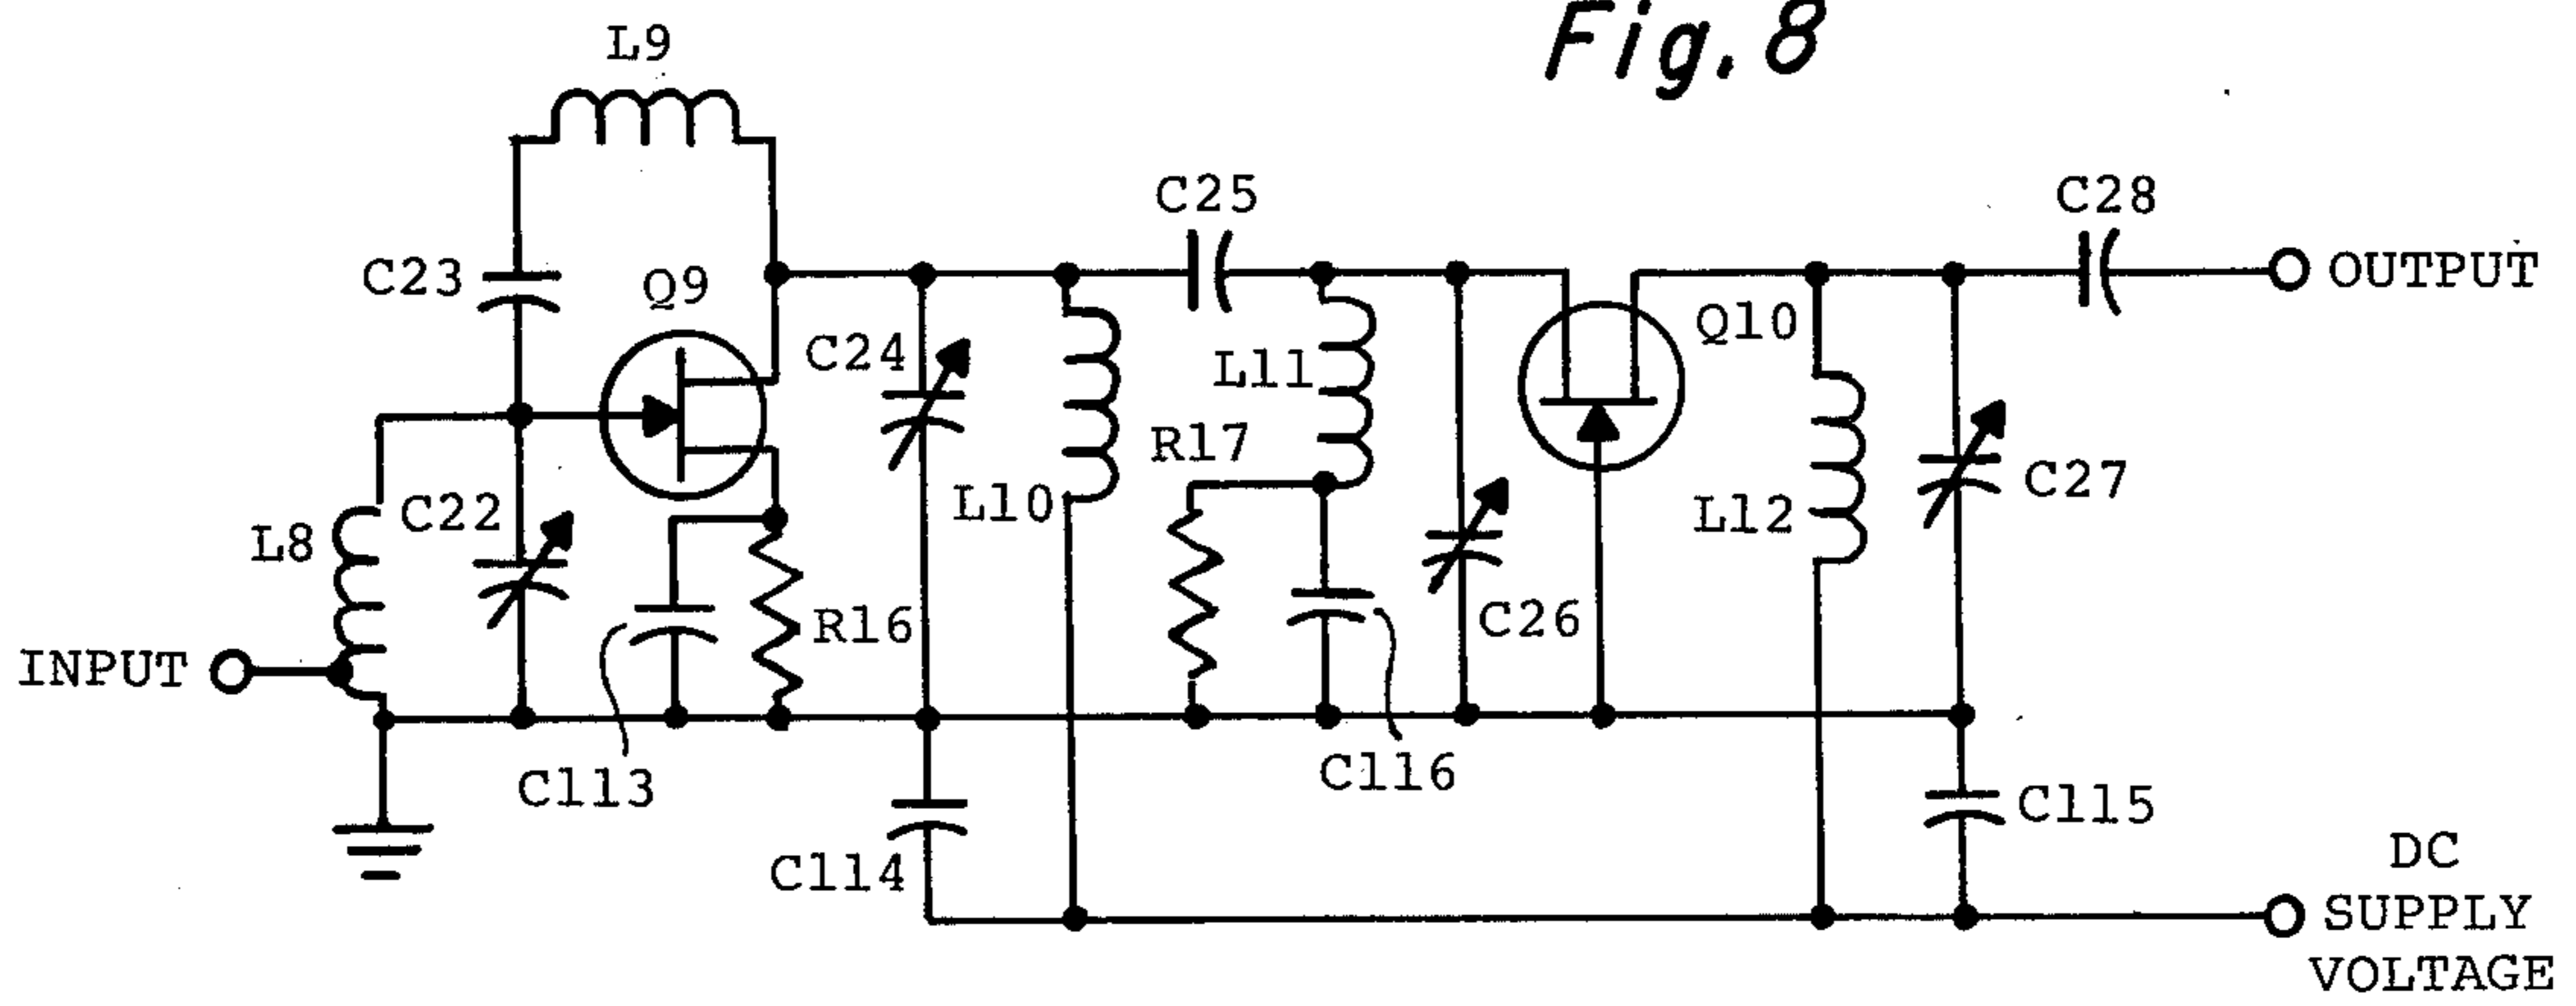 Fig. 8
L9
C25
C28
C23
Q9
OUTPUT
Q10
C24
L11
R17
C27
L10
C22
L12
L8
C26
R16
INPUT
C113
C116
C115
C114
DC
SUPPLY
VOLTAGE